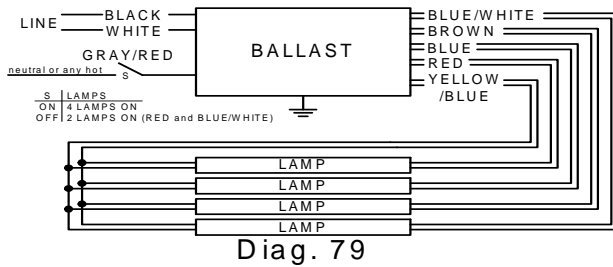 LINE
BLACK
WHITE
GRAY/RED
neutral or any hot
S
S LAMPS
ON 4 LAMPS ON
OFF 2 LAMPS ON (RED and BLUE/WHITE)
BALLAST
BLUE/WHITE
BROWN
BLUE
RED
YELLOW
/BLUE
LAMP
LAMP
LAMP
LAMP
Diag. 79